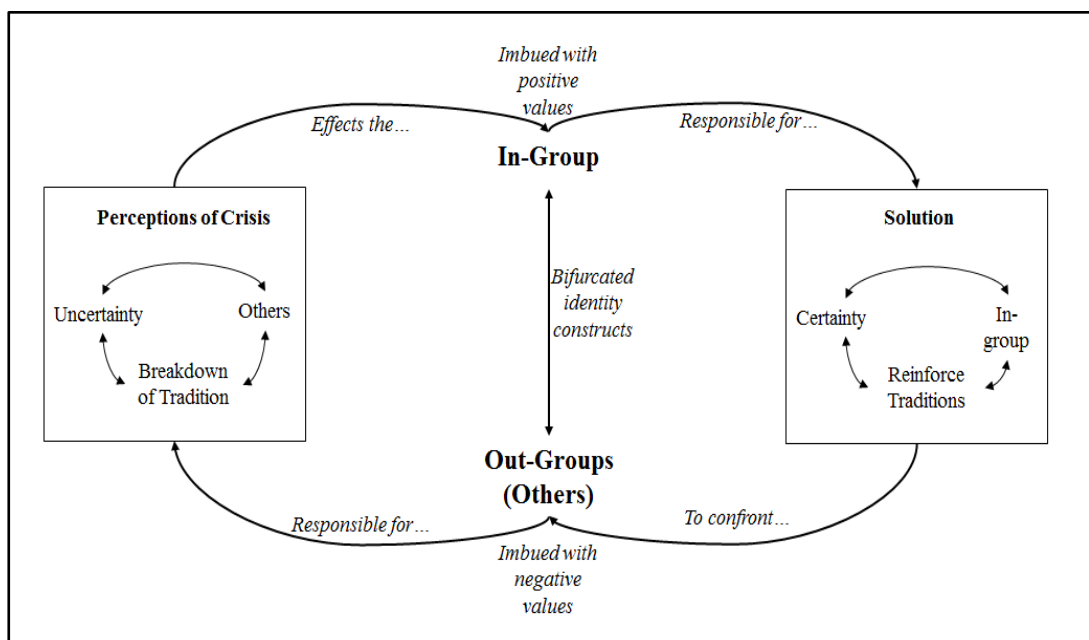 Imbued with
positive
values
Effects the…
Responsible for…
In-Group
Perceptions of Crisis
Uncertainty
Others
Breakdown
of Tradition
Bifurcated
identity
constructs
Solution
Certainty
In-
group
Reinforce
Traditions
Out-Groups
(Others)
Responsible for…
To confront…
Imbued with
negative
values